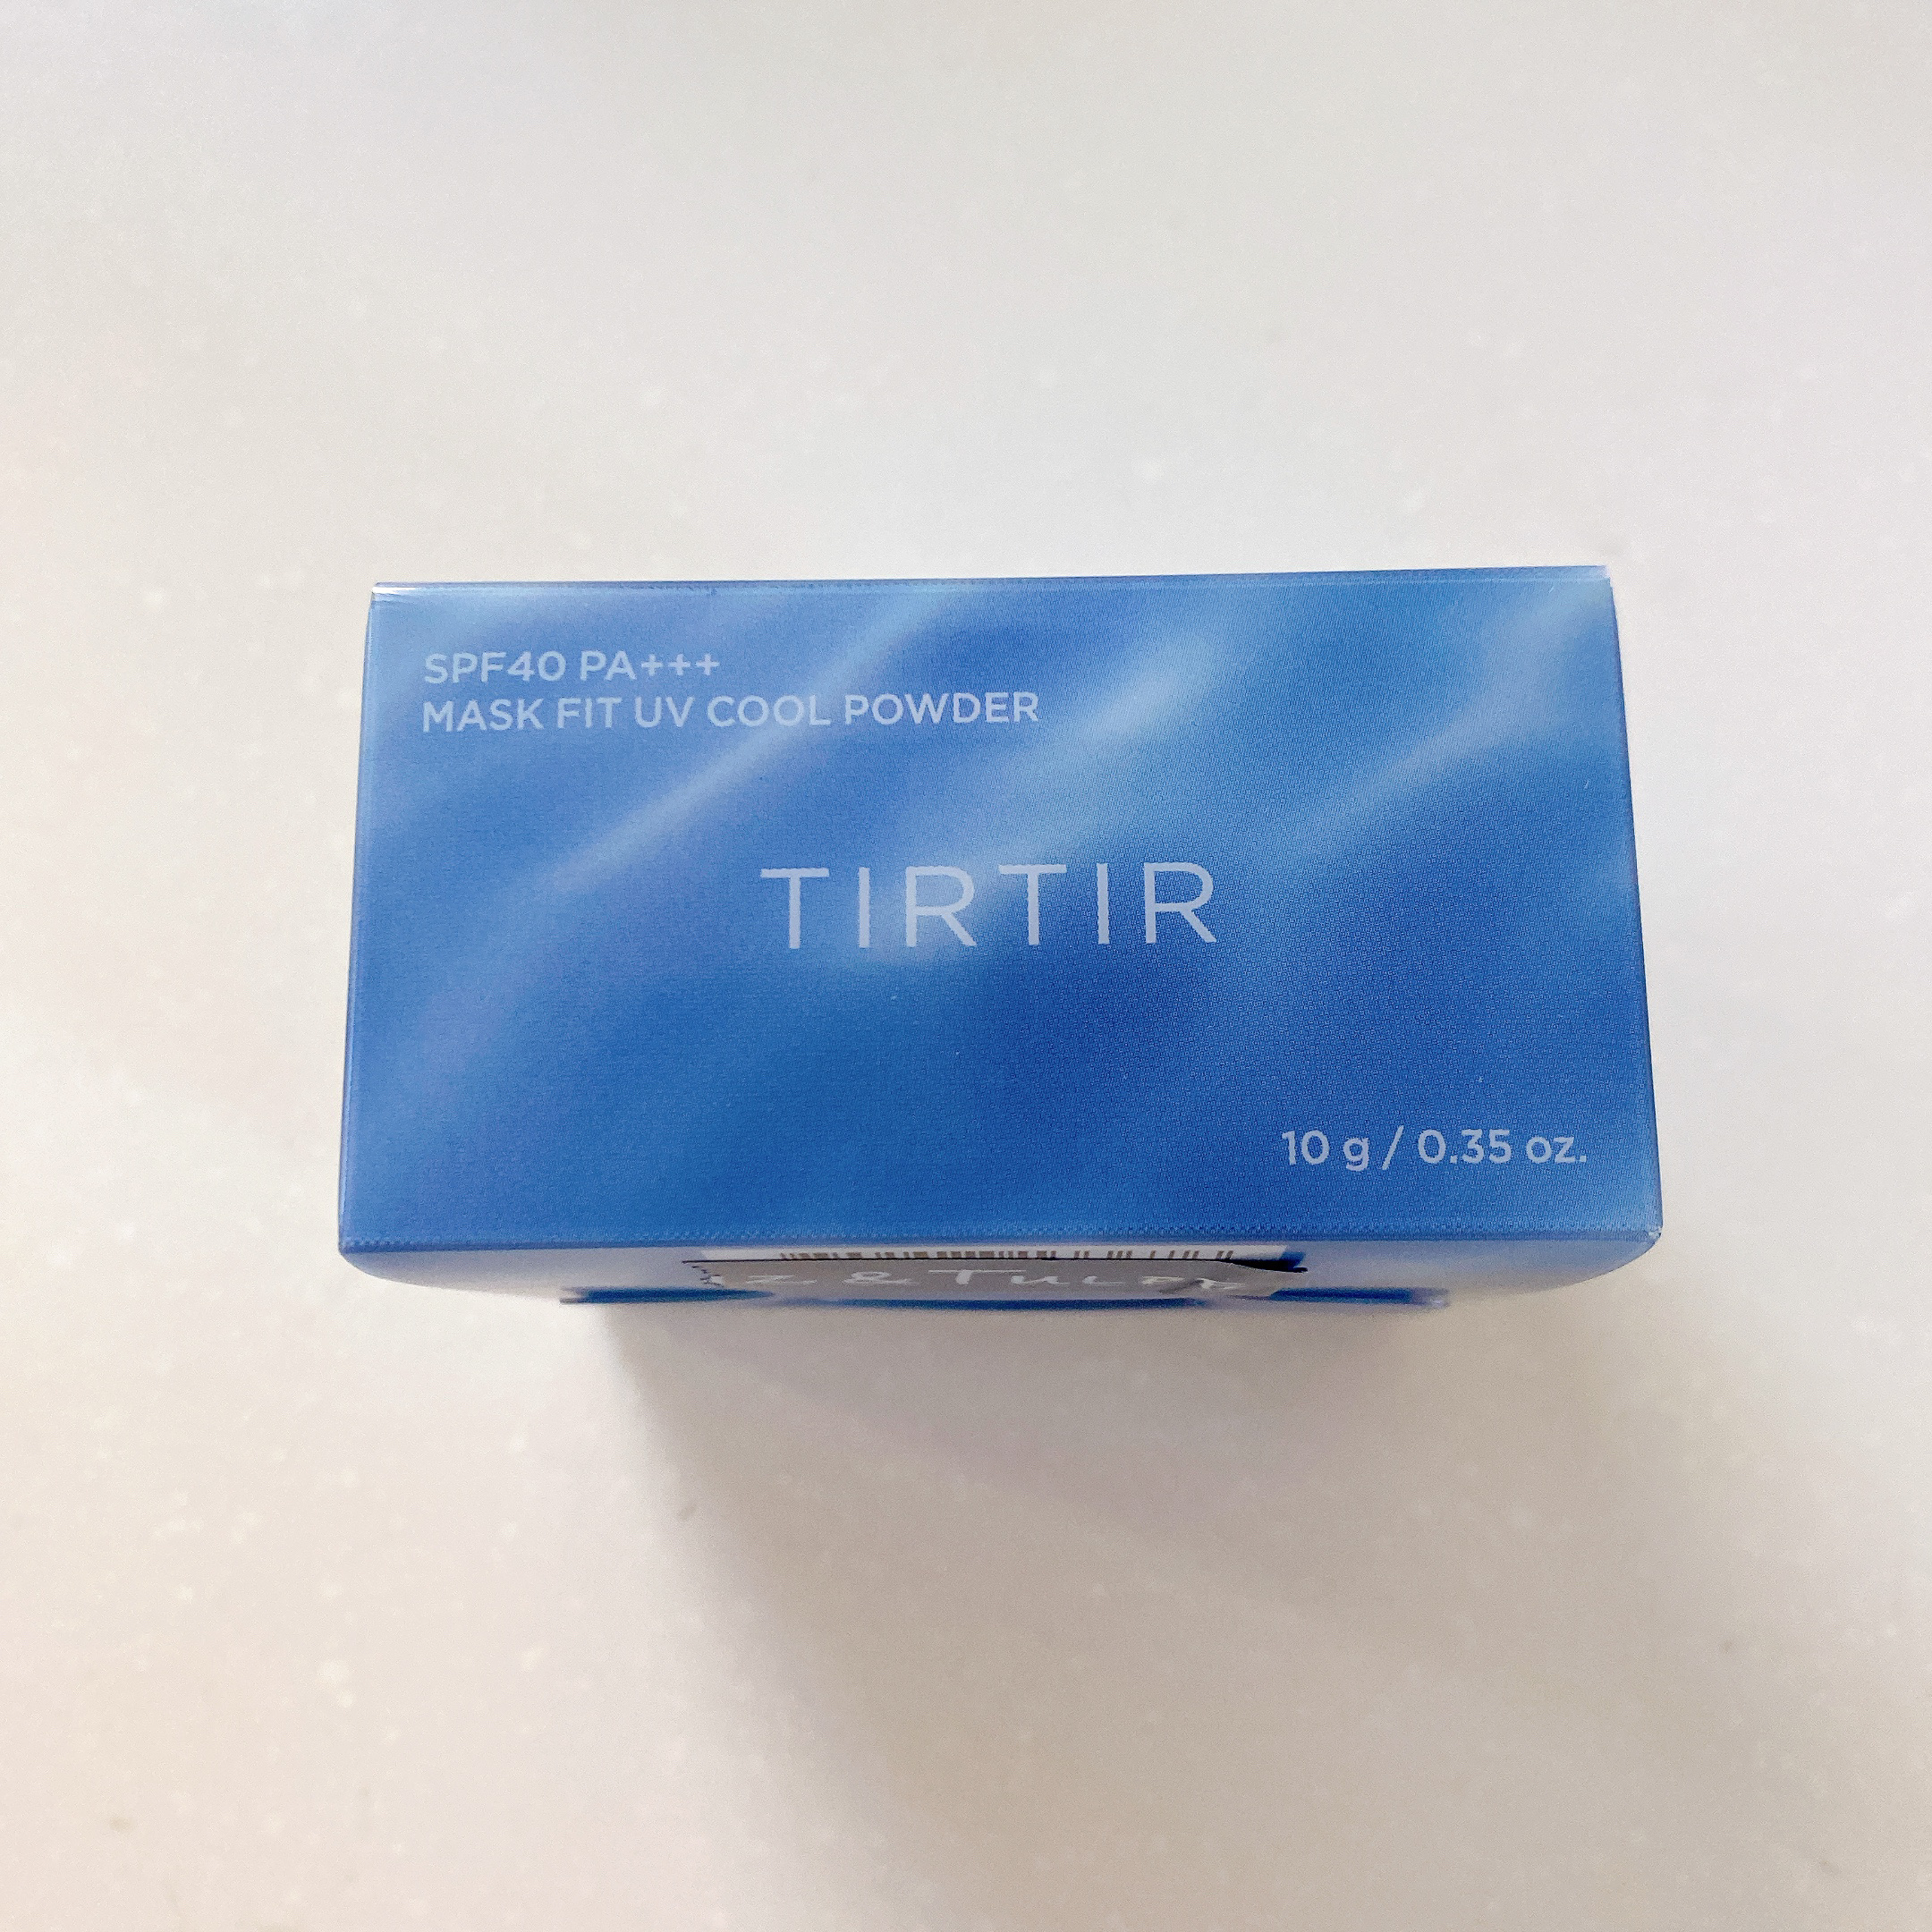 SPF40 PA+++
MASK FIT UV COOL POWDER
TIRTIR
10 g / 0.35 oz.